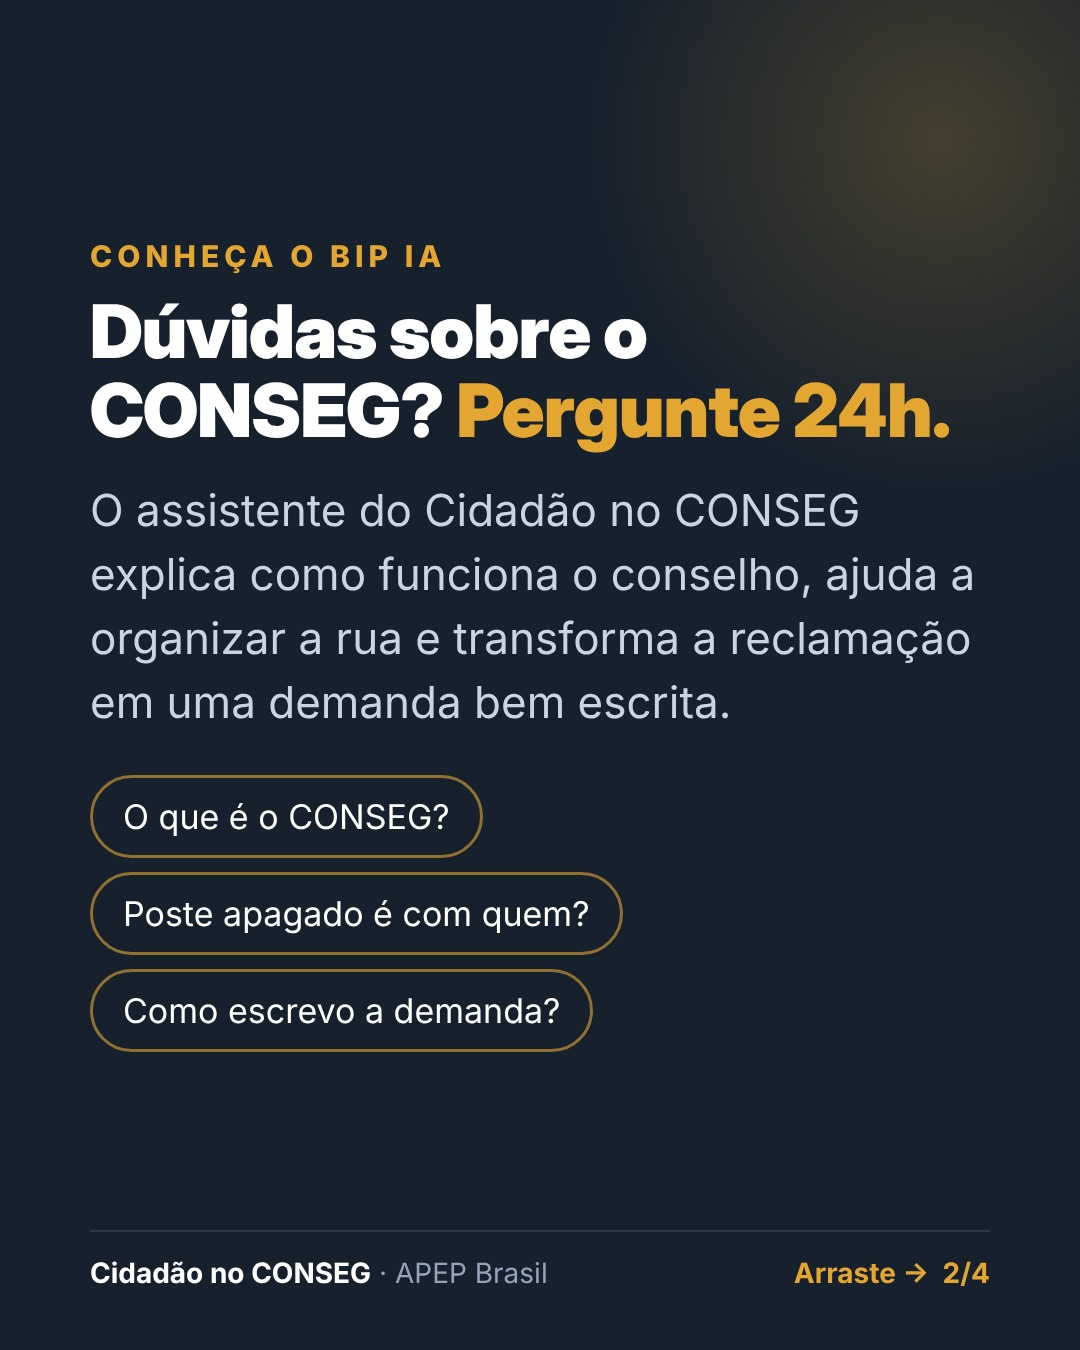 CONHEÇA O BIP IA
Dúvidas sobre o
CONSEG? Pergunte 24h.
O assistente do Cidadão no CONSEG
explica como funciona o conselho, ajuda a
organizar a rua e transforma a reclamação
em uma demanda bem escrita.
O que é o CONSEG?
Poste apagado é com quem?
Como escrevo a demanda?
Cidadão no CONSEG · APEP Brasil
Arraste → 2/4